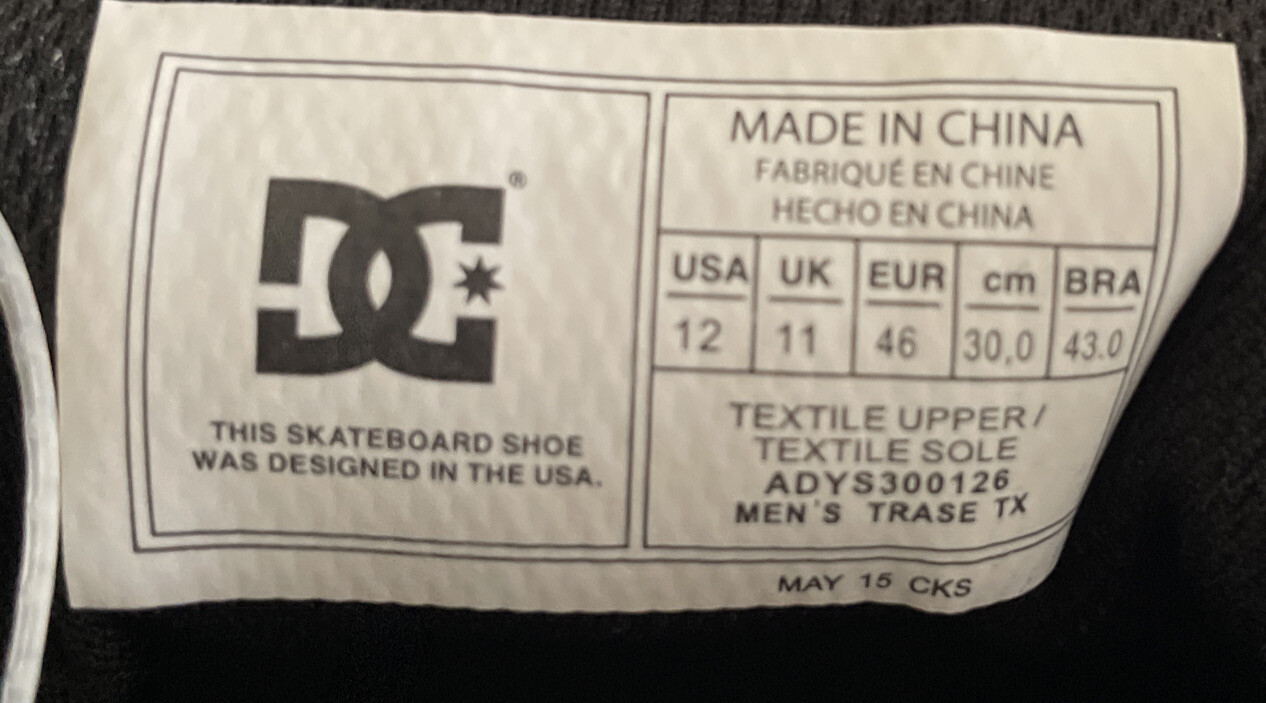 DC®
THIS SKATEBOARD SHOE
WAS DESIGNED IN THE USA.
MADE IN CHINA
FABRIQUÉ EN CHINE
HECHO EN CHINA
USA UK EUR cm BRA
12 11 46 30,0 43.0
TEXTILE UPPER/
TEXTILE SOLE
ADYS300126
MEN'S TRASE TX
MAY 15 CKS